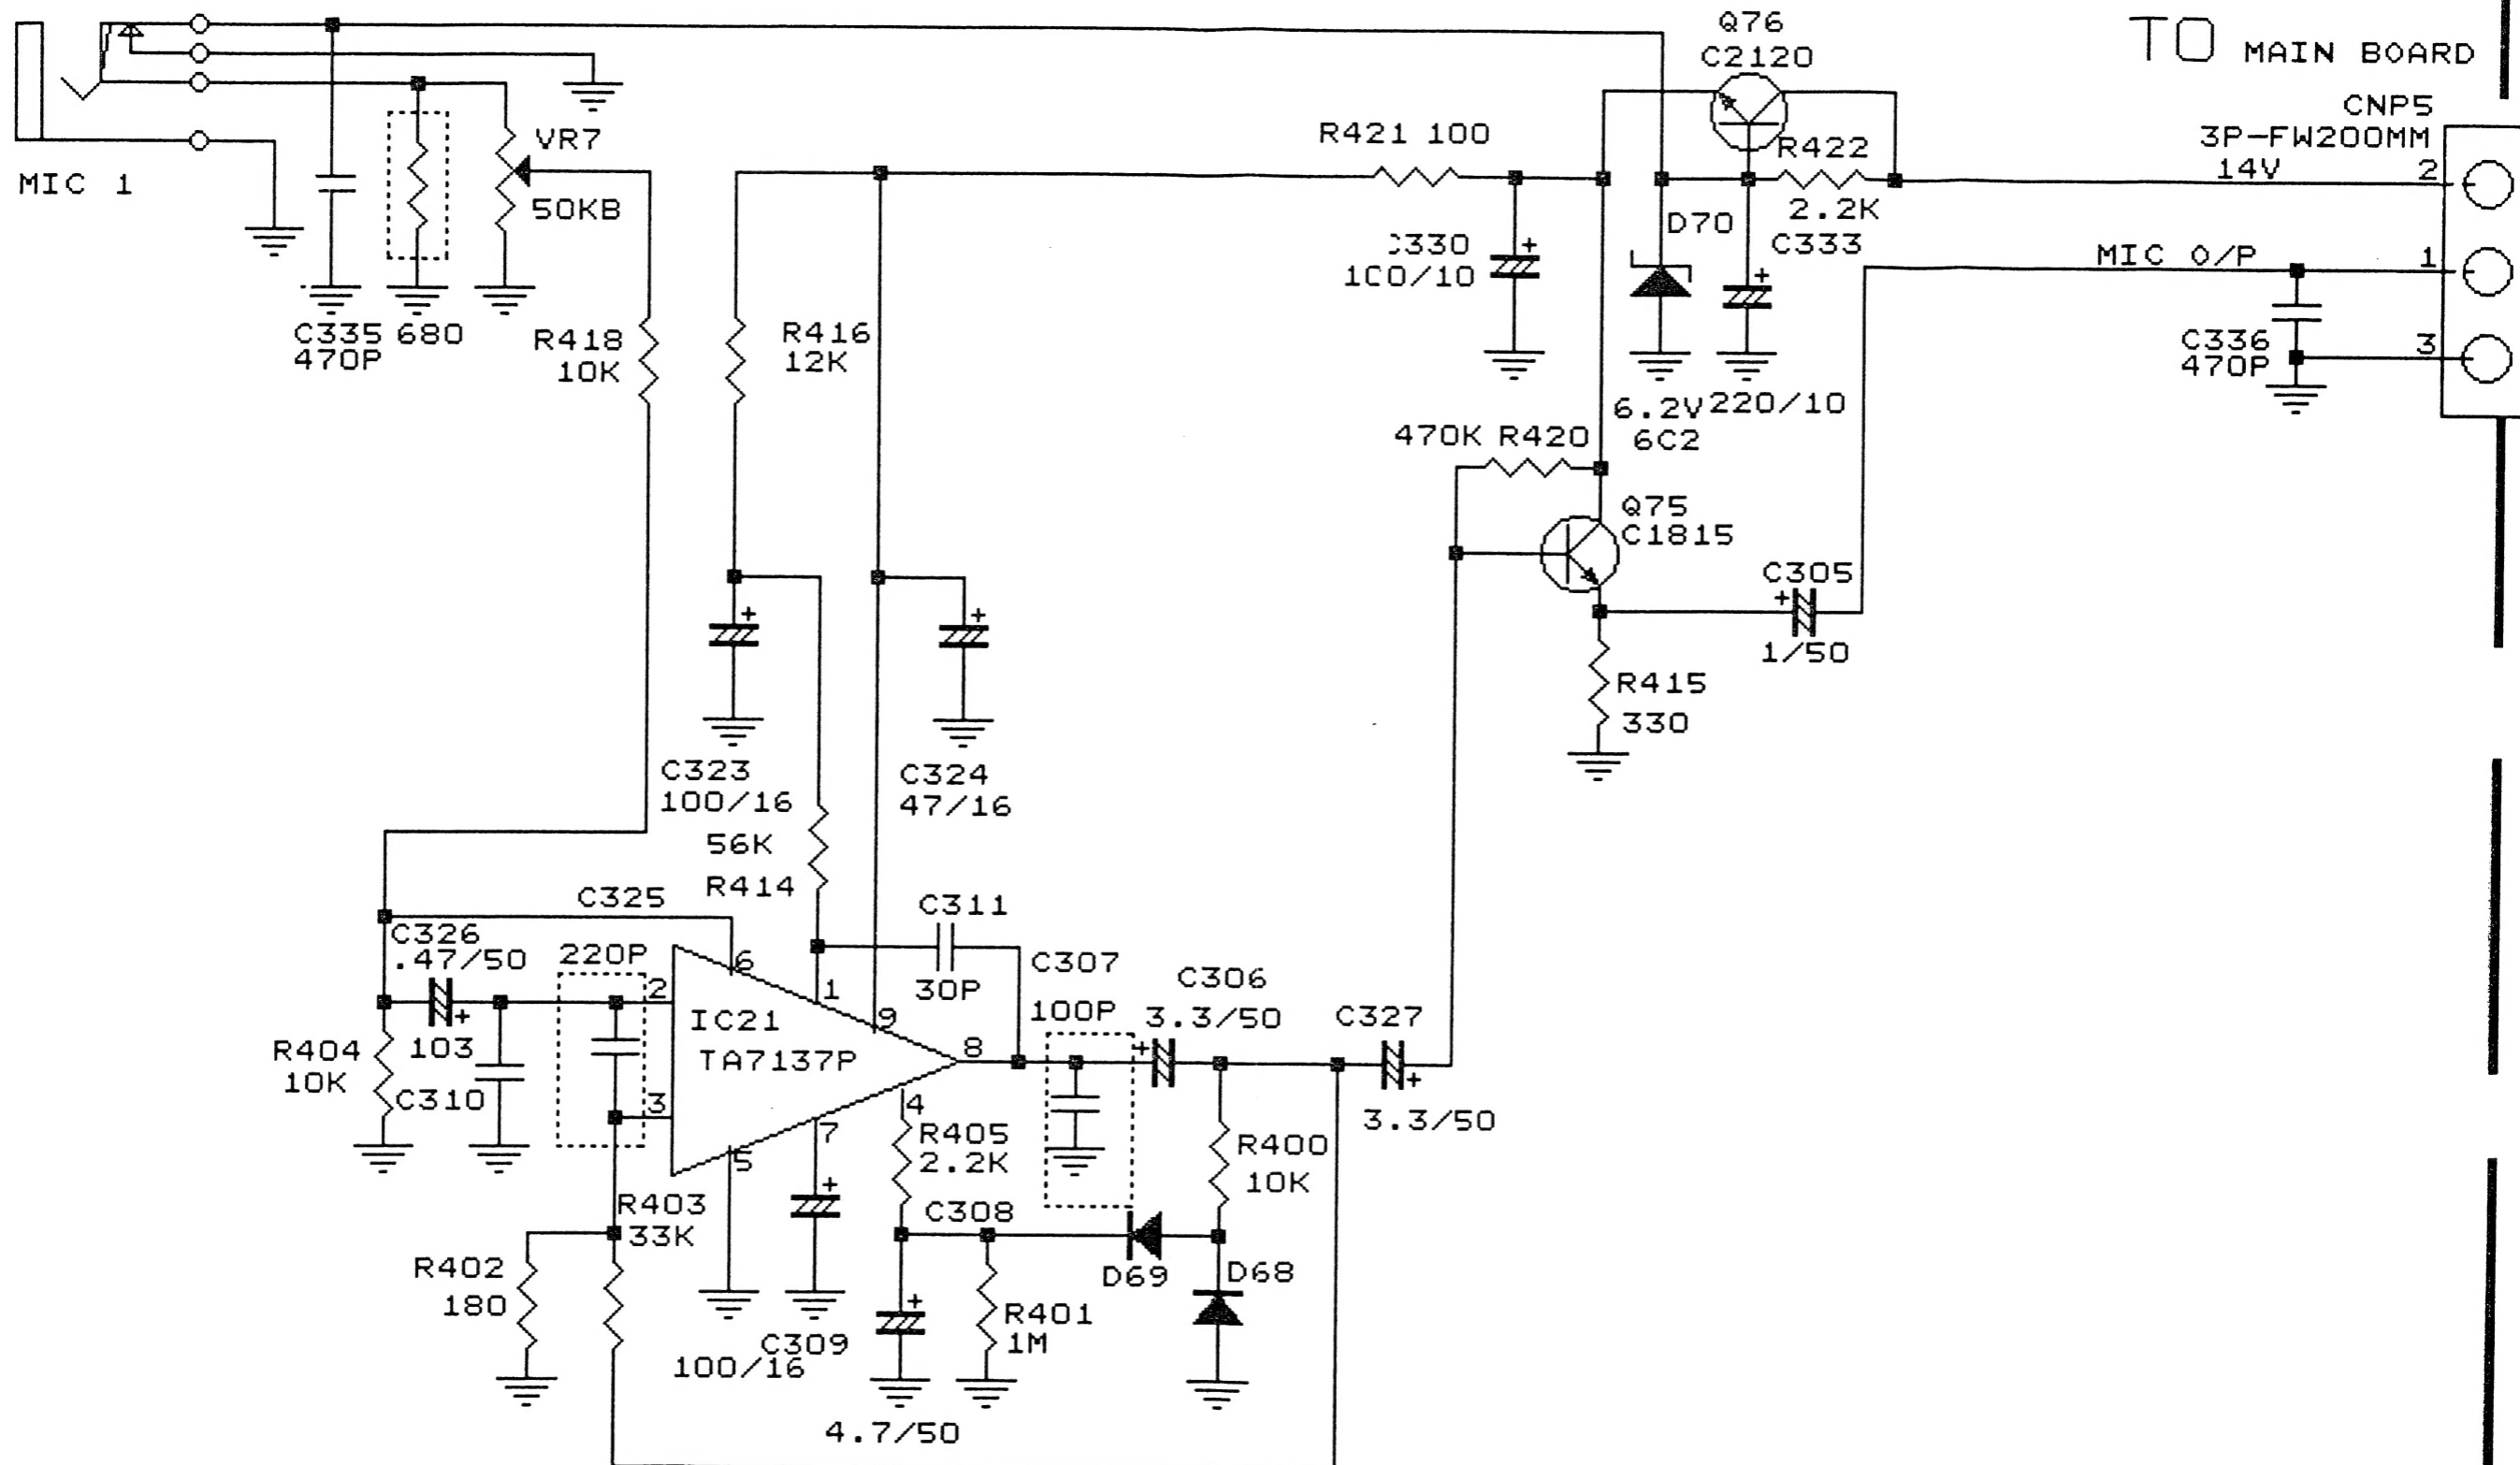 Q76
C2120
TO MAIN BOARD
CNP5
3P-FW200MM
14V
2
MIC O/P
1
3
C336
470P
MIC 1
VR7
50KB
C335
470P
680
R418
10K
R416
12K
R421 100
R422
2.2K
C330
100/10
D70
C333
6.2V
6C2
220/10
470K R420
Q75
C1815
C305
+
1/50
R415
330
+
+
+
+
C323
100/16
C324
47/16
56K
R414
C325
C326
.47/50
220P
+
103
C310
R404
10K
2
3
6
1
9
8
4
7
5
IC21
TA7137P
C311
30P
C307
100P
C306
3.3/50
+
C327
+
3.3/50
R405
2.2K
R400
10K
R403
33K
R402
180
C308
D69
D68
R401
1M
+
+
C309
100/16
4.7/50